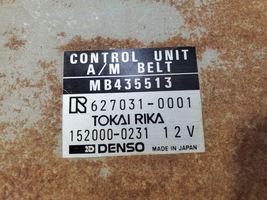 CONTROL UNIT
A/M BELT
MB435513
R 627031-0001
TOKAI RIKA
152000-0231 12V
DENSO MADE IN JAPAN